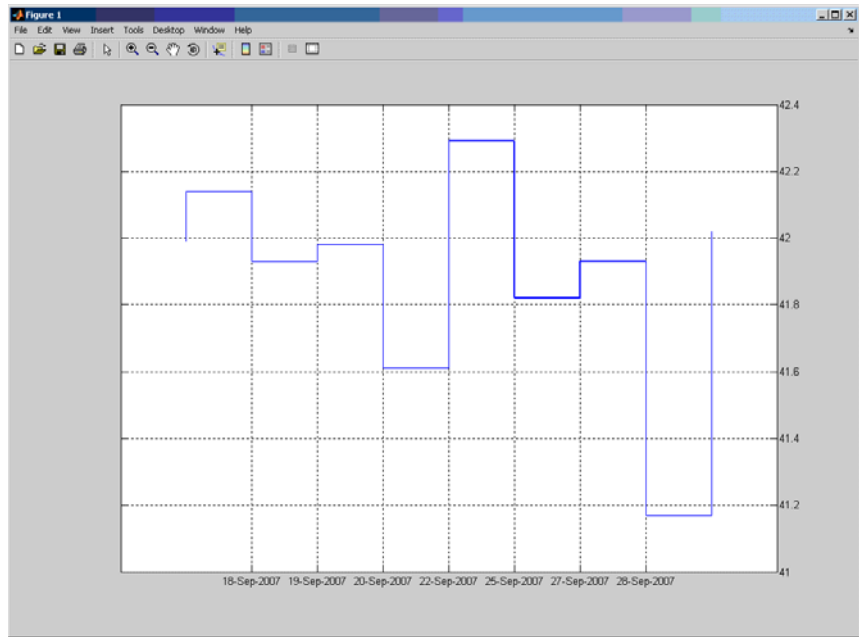 Figure 1
File Edit View Insert Tools Desktop Window Help
42.4
42.2
42
41.8
41.6
41.4
41.2
41
18-Sep-2007 19-Sep-2007 20-Sep-2007 22-Sep-2007 25-Sep-2007 27-Sep-2007 28-Sep-2007